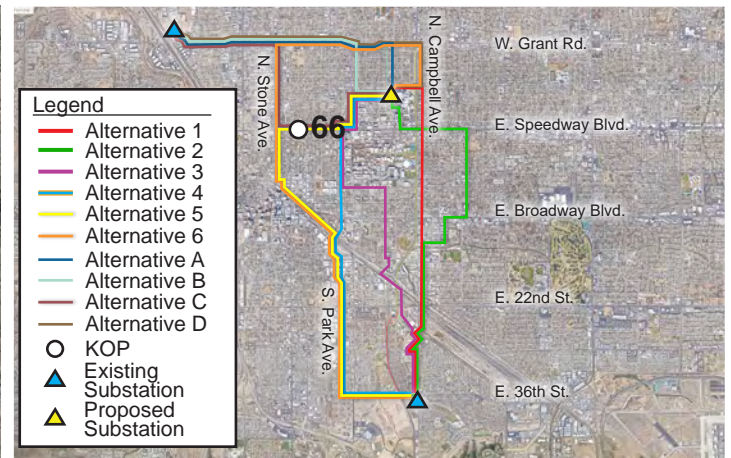 W. Grant Rd.
N. Campbell Ave.
N. Stone Ave.
66
E. Speedway Blvd.
E. Broadway Blvd.
E. 22nd St.
S. Park Ave.
E. 36th St.
Legend
Alternative 1
Alternative 2
Alternative 3
Alternative 4
Alternative 5
Alternative 6
Alternative A
Alternative B
Alternative C
Alternative D
KOP
Existing
Substation
Proposed
Substation